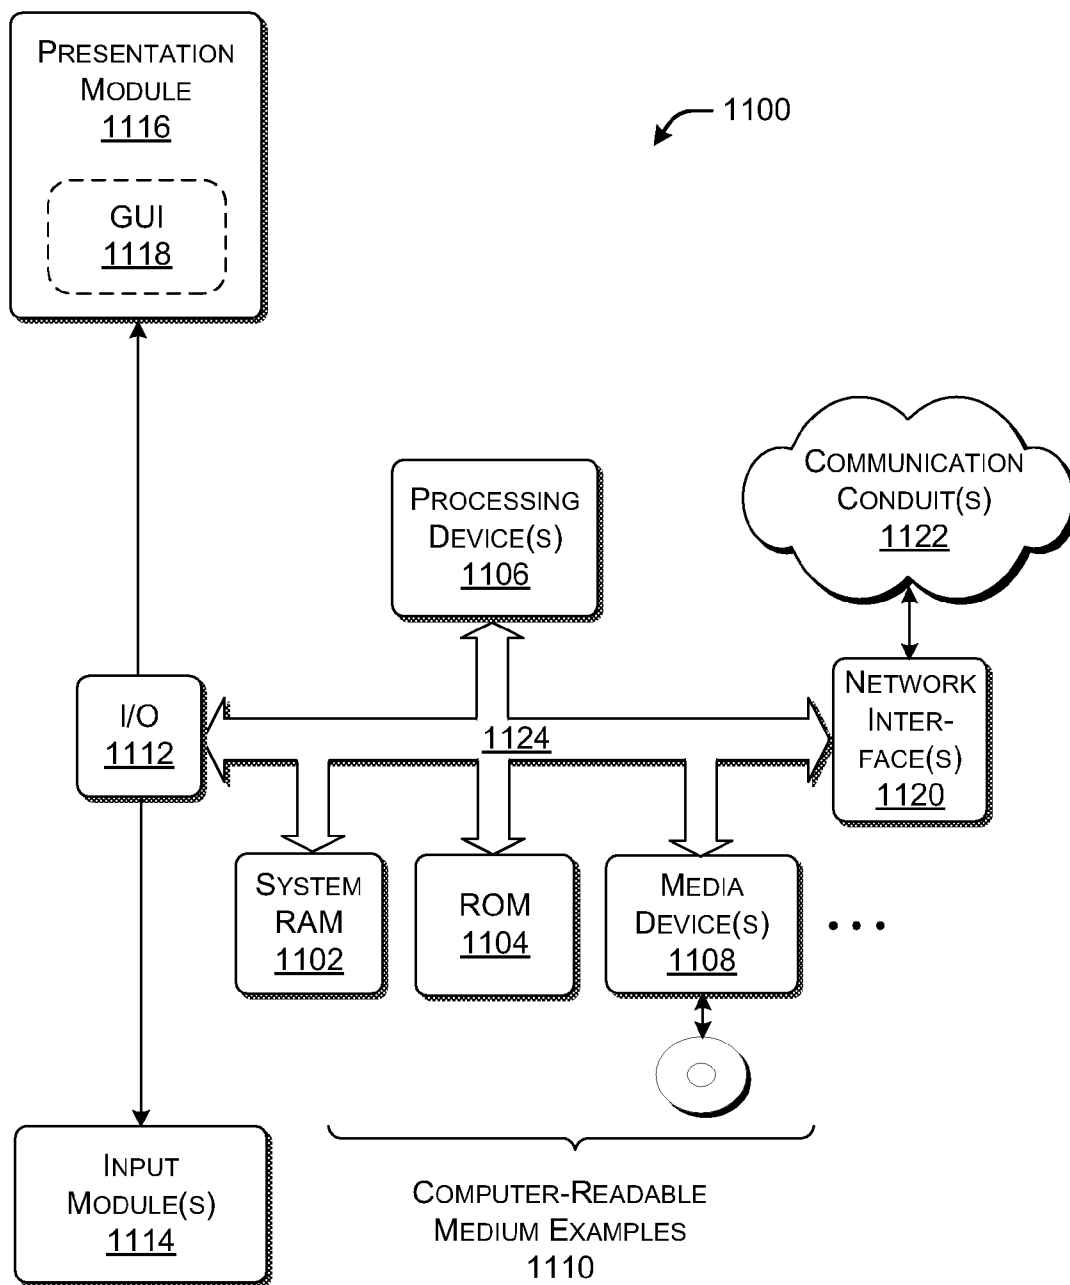 PRESENTATION
MODULE
1116
GUI
1118
1100
COMMUNICATION
CONDUIT(S)
1122
PROCESSING
DEVICE(S)
1106
I/O
1112
1124
NETWORK
INTER-
FACE(S)
1120
SYSTEM
RAM
1102
ROM
1104
MEDIA
DEVICE(S)
1108
• • •
INPUT
MODULE(S)
1114
COMPUTER-READABLE
MEDIUM EXAMPLES
1110